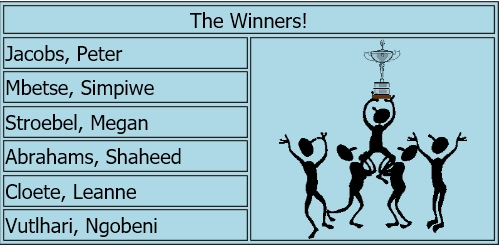 The Winners!
Jacobs, Peter
Mbetse, Simpiwe
Stroebel, Megan
Abrahams, Shaheed
Cloete, Leanne
Vutlhari, Ngobeni